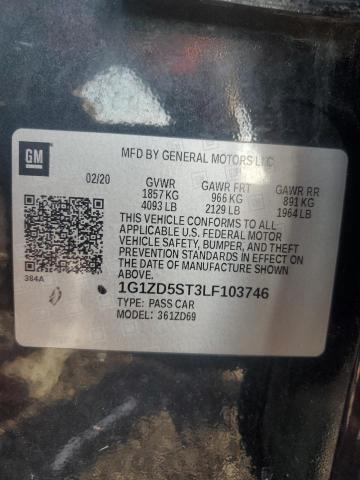 GM
MFD BY GENERAL MOTORS LLC
02/20 GVWR GAWR FRT GAWR RR
1857 KG 966 KG 891 KG
4093 LB 2129 LB 1964 LB
THIS VEHICLE CONFORMS TO ALL
APPLICABLE U.S. FEDERAL MOTOR
VEHICLE SAFETY, BUMPER, AND THEFT
PREVENTION STANDARDS IN EFFECT ON
THE DATE OF MANUFACTURE SHOWN ABOVE.
384A
1G1ZD5ST3LF103746
TYPE: PASS CAR
MODEL: 361ZD69